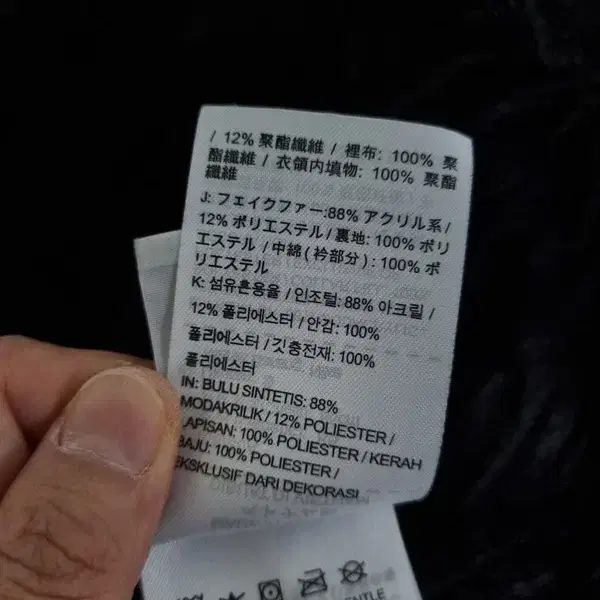 / 12% 聚酯纖維 / 裡布: 100% 聚
酯纖維 / 衣領内填物: 100% 聚酯
纖維
J: フェイクファー:88% アクリル系 /
12% ポリエステル / 裏地: 100% ポリ
エステル / 中綿 ( 衿部分 ) : 100% ポ
リエステル
K: 섬유혼용율 / 인조털: 88% 아크릴 /
12% 폴리에스터 / 안감: 100%
폴리에스터 / 깃충전재: 100%
폴리에스터
IN: BULU SINTETIS: 88%
MODAKRILIK / 12% POLIESTER /
LAPISAN: 100% POLIESTER / KERAH
BAJU: 100% POLIESTER /
EKSKLUSIF DARI DEKORASI